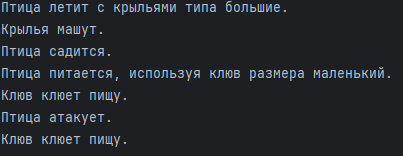 Птица летит с крыльями типа большие.
Крылья машут.
Птица садится.
Птица питается, используя клюв размера маленький.
Клюв клюет пищу.
Птица атакует.
Клюв клюет пищу.